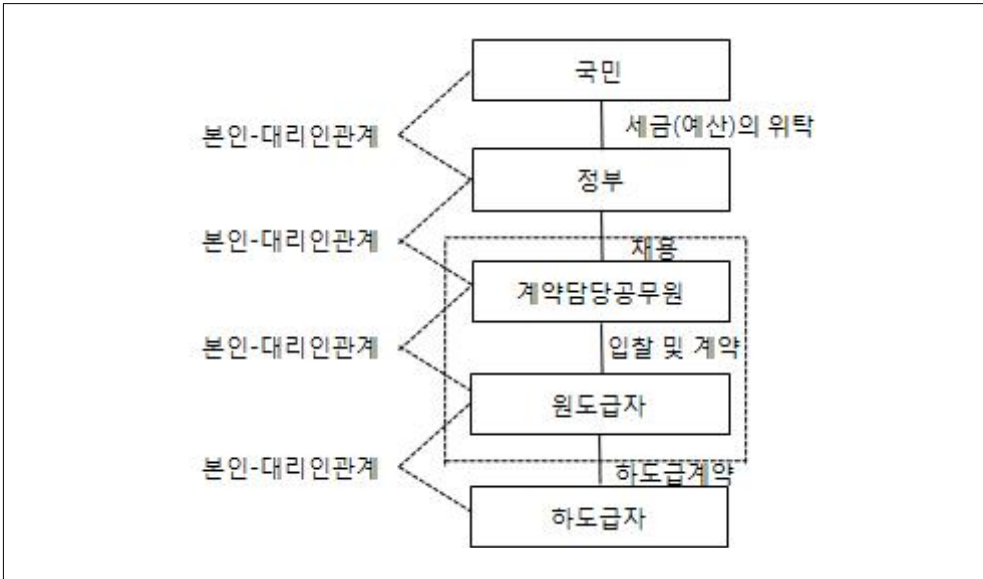 국민
세금(예산)의 위탁
본인-대리인관계
정부
본인-대리인관계
채용
계약담당공무원
본인-대리인관계
입찰 및 계약
원도급자
본인-대리인관계
하도급계약
하도급자